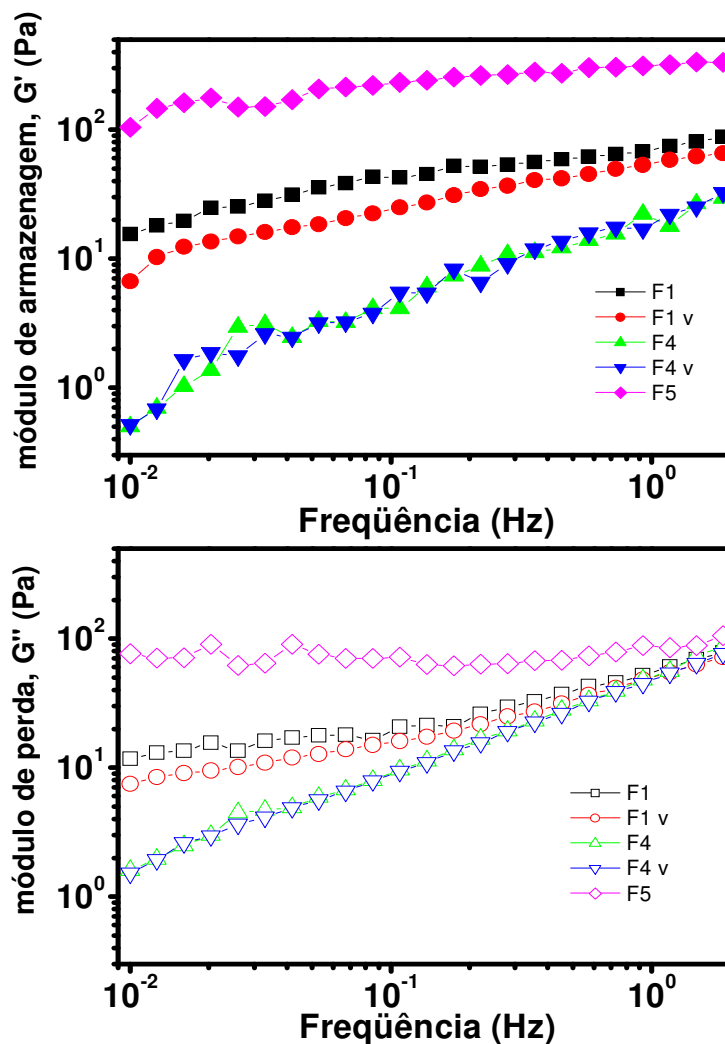 módulo de armazenagem, G' (Pa)
10²
10¹
10⁰
F1
F1 v
F4
F4 v
F5
10⁻² 10⁻¹ 10⁰
Freqüência (Hz)
módulo de perda, G'' (Pa)
10²
10¹
10⁰
F1
F1 v
F4
F4 v
F5
10⁻² 10⁻¹ 10⁰
Freqüência (Hz)